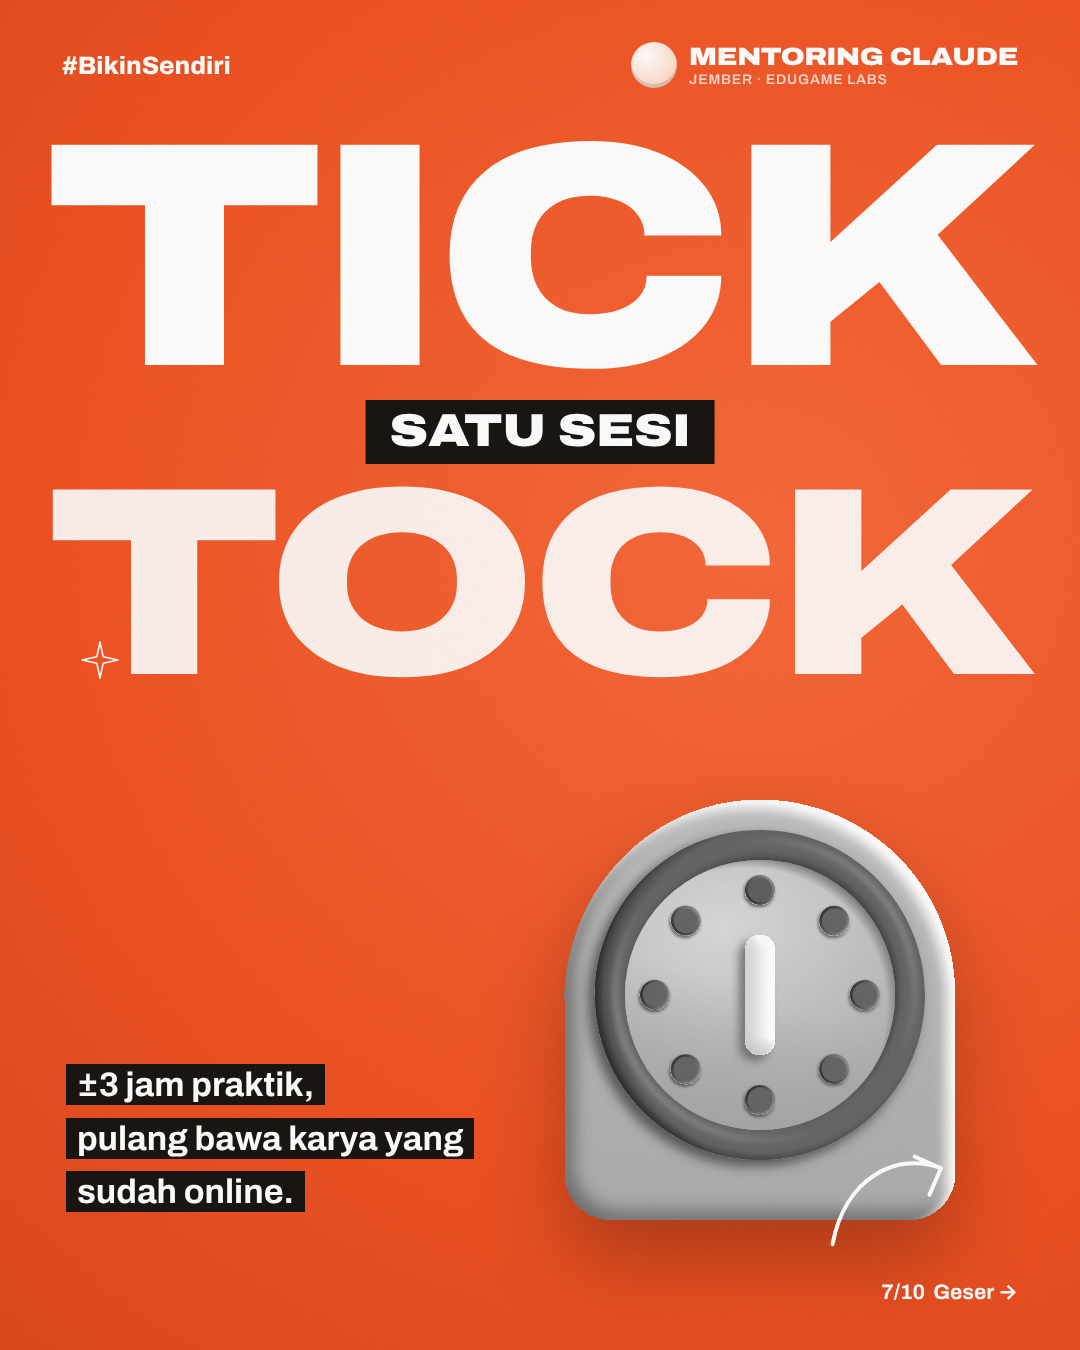 #BikinSendiri
MENTORING CLAUDE
JEMBER · EDUGAME LABS
TICK
SATU SESI
TOCK
±3 jam praktik,
pulang bawa karya yang
sudah online.
7/10 Geser →